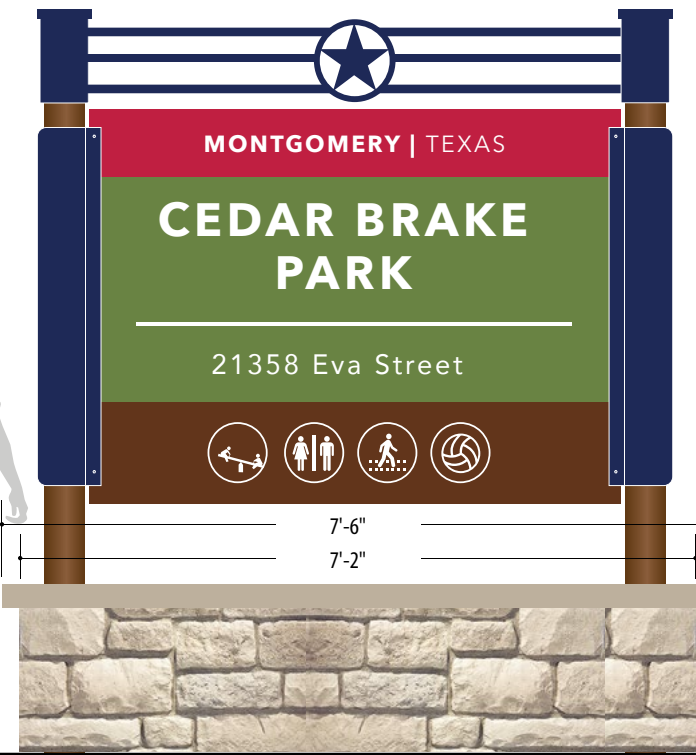 MONTGOMERY | TEXAS
CEDAR BRAKE
PARK
21358 Eva Street
7'-6"
7'-2"